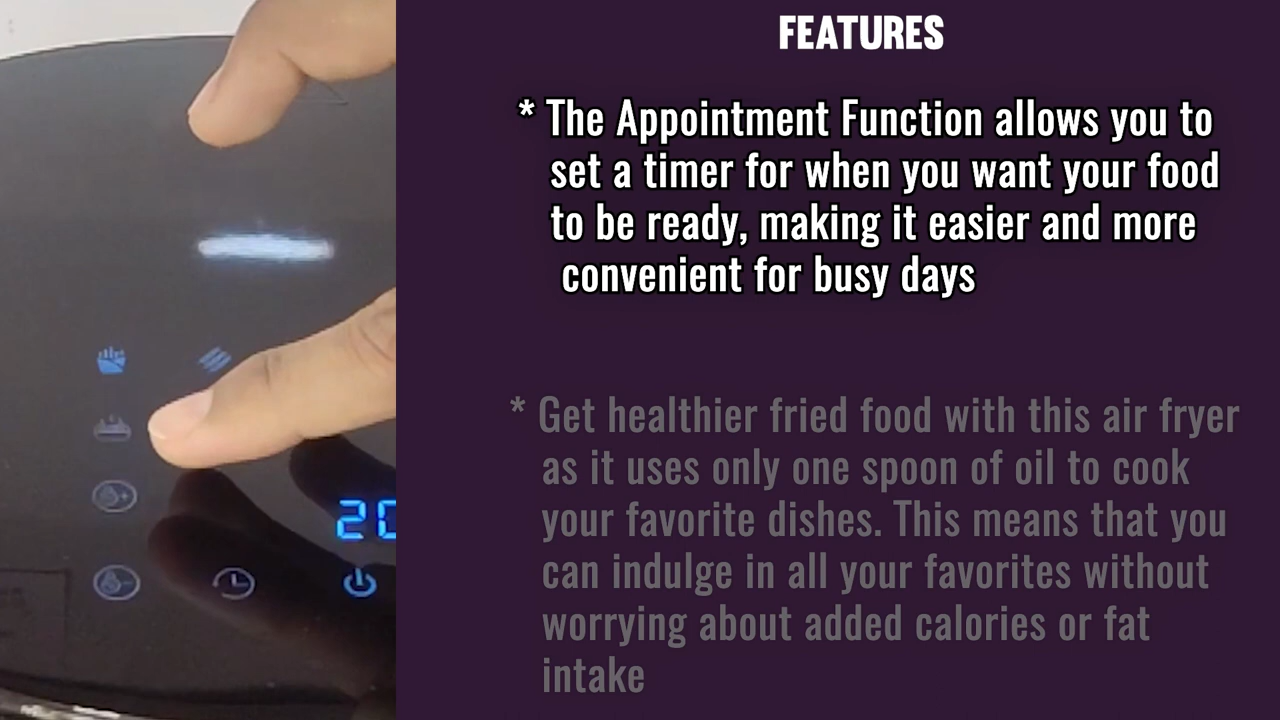 FEATURES
* The Appointment Function allows you to
set a timer for when you want your food
to be ready, making it easier and more
convenient for busy days
* Get healthier fried food with this air fryer
as it uses only one spoon of oil to cook
your favorite dishes. This means that you
can indulge in all your favorites without
worrying about added calories or fat
intake
20